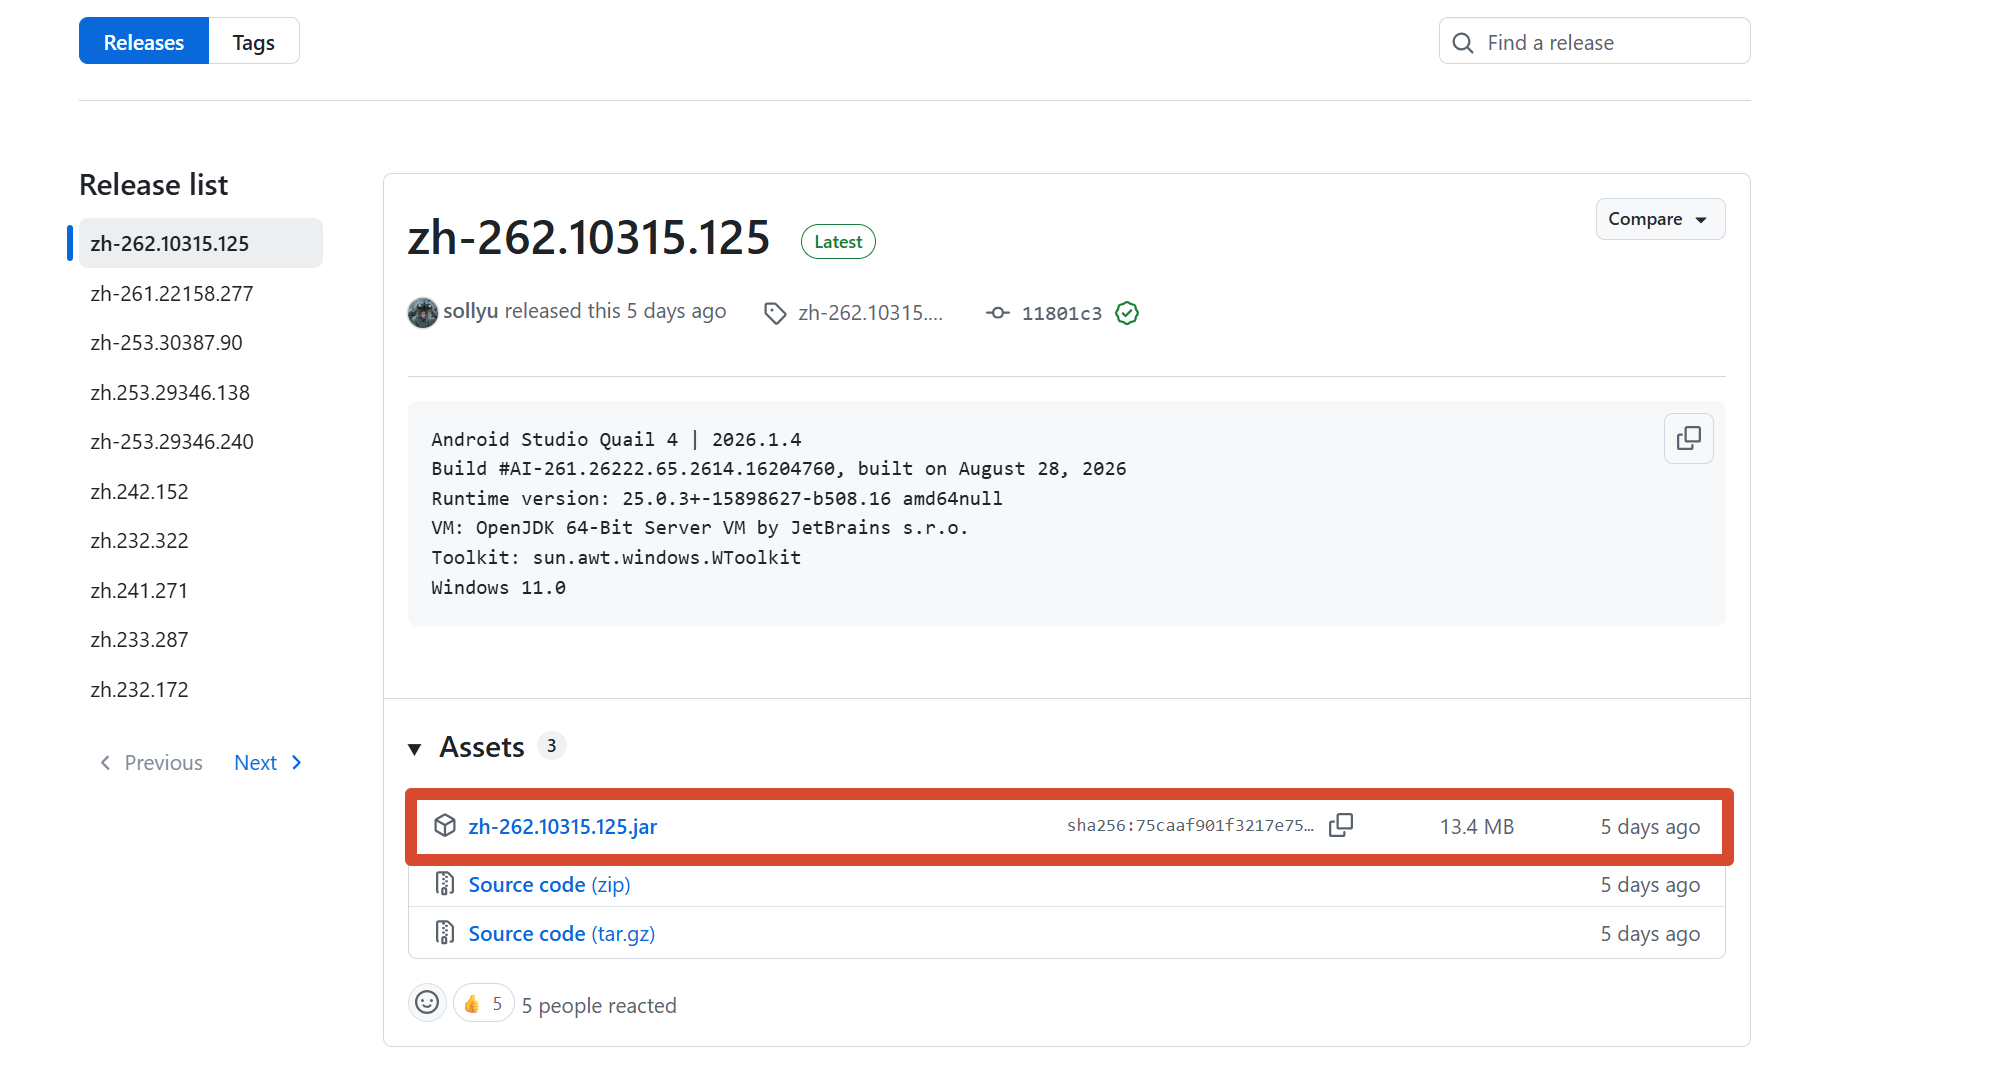 Releases
Tags
Find a release
Release list
zh-262.10315.125
zh-261.22158.277
zh-253.30387.90
zh.253.29346.138
zh-253.29346.240
zh.242.152
zh.232.322
zh.241.271
zh.233.287
zh.232.172
Previous
Next
zh-262.10315.125 Latest
Compare
sollyu released this 5 days ago zh-262.10315.... 11801c3
Android Studio Quail 4 | 2026.1.4
Build #AI-261.26222.65.2614.16204760, built on August 28, 2026
Runtime version: 25.0.3+-15898627-b508.16 amd64null
VM: OpenJDK 64-Bit Server VM by JetBrains s.r.o.
Toolkit: sun.awt.windows.WToolkit
Windows 11.0
Assets 3
zh-262.10315.125.jar sha256:75caaf901f3217e75... 13.4 MB 5 days ago
Source code (zip) 5 days ago
Source code (tar.gz) 5 days ago
👍 5 5 people reacted